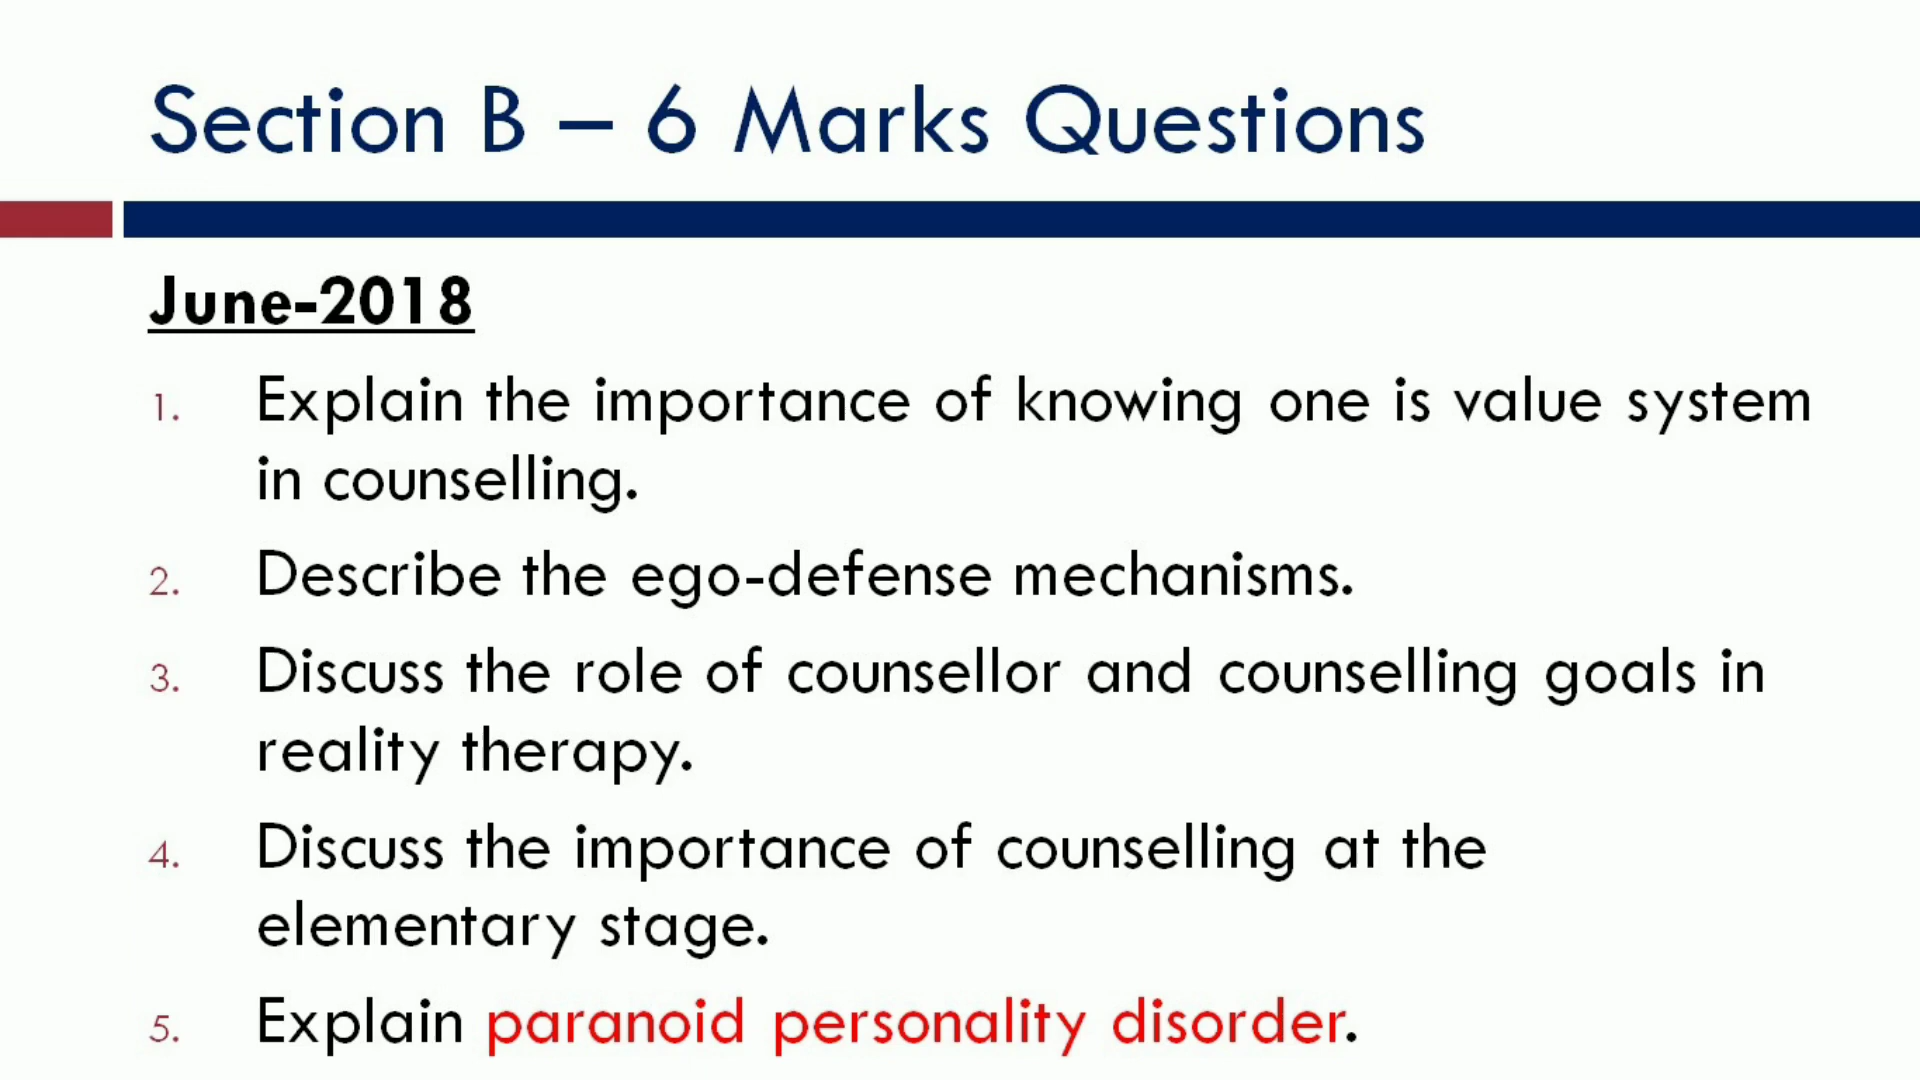 Section B – 6 Marks Questions
June-2018
1. Explain the importance of knowing one is value system
in counselling.
2. Describe the ego-defense mechanisms.
3. Discuss the role of counsellor and counselling goals in
reality therapy.
4. Discuss the importance of counselling at the
elementary stage.
5. Explain paranoid personality disorder.